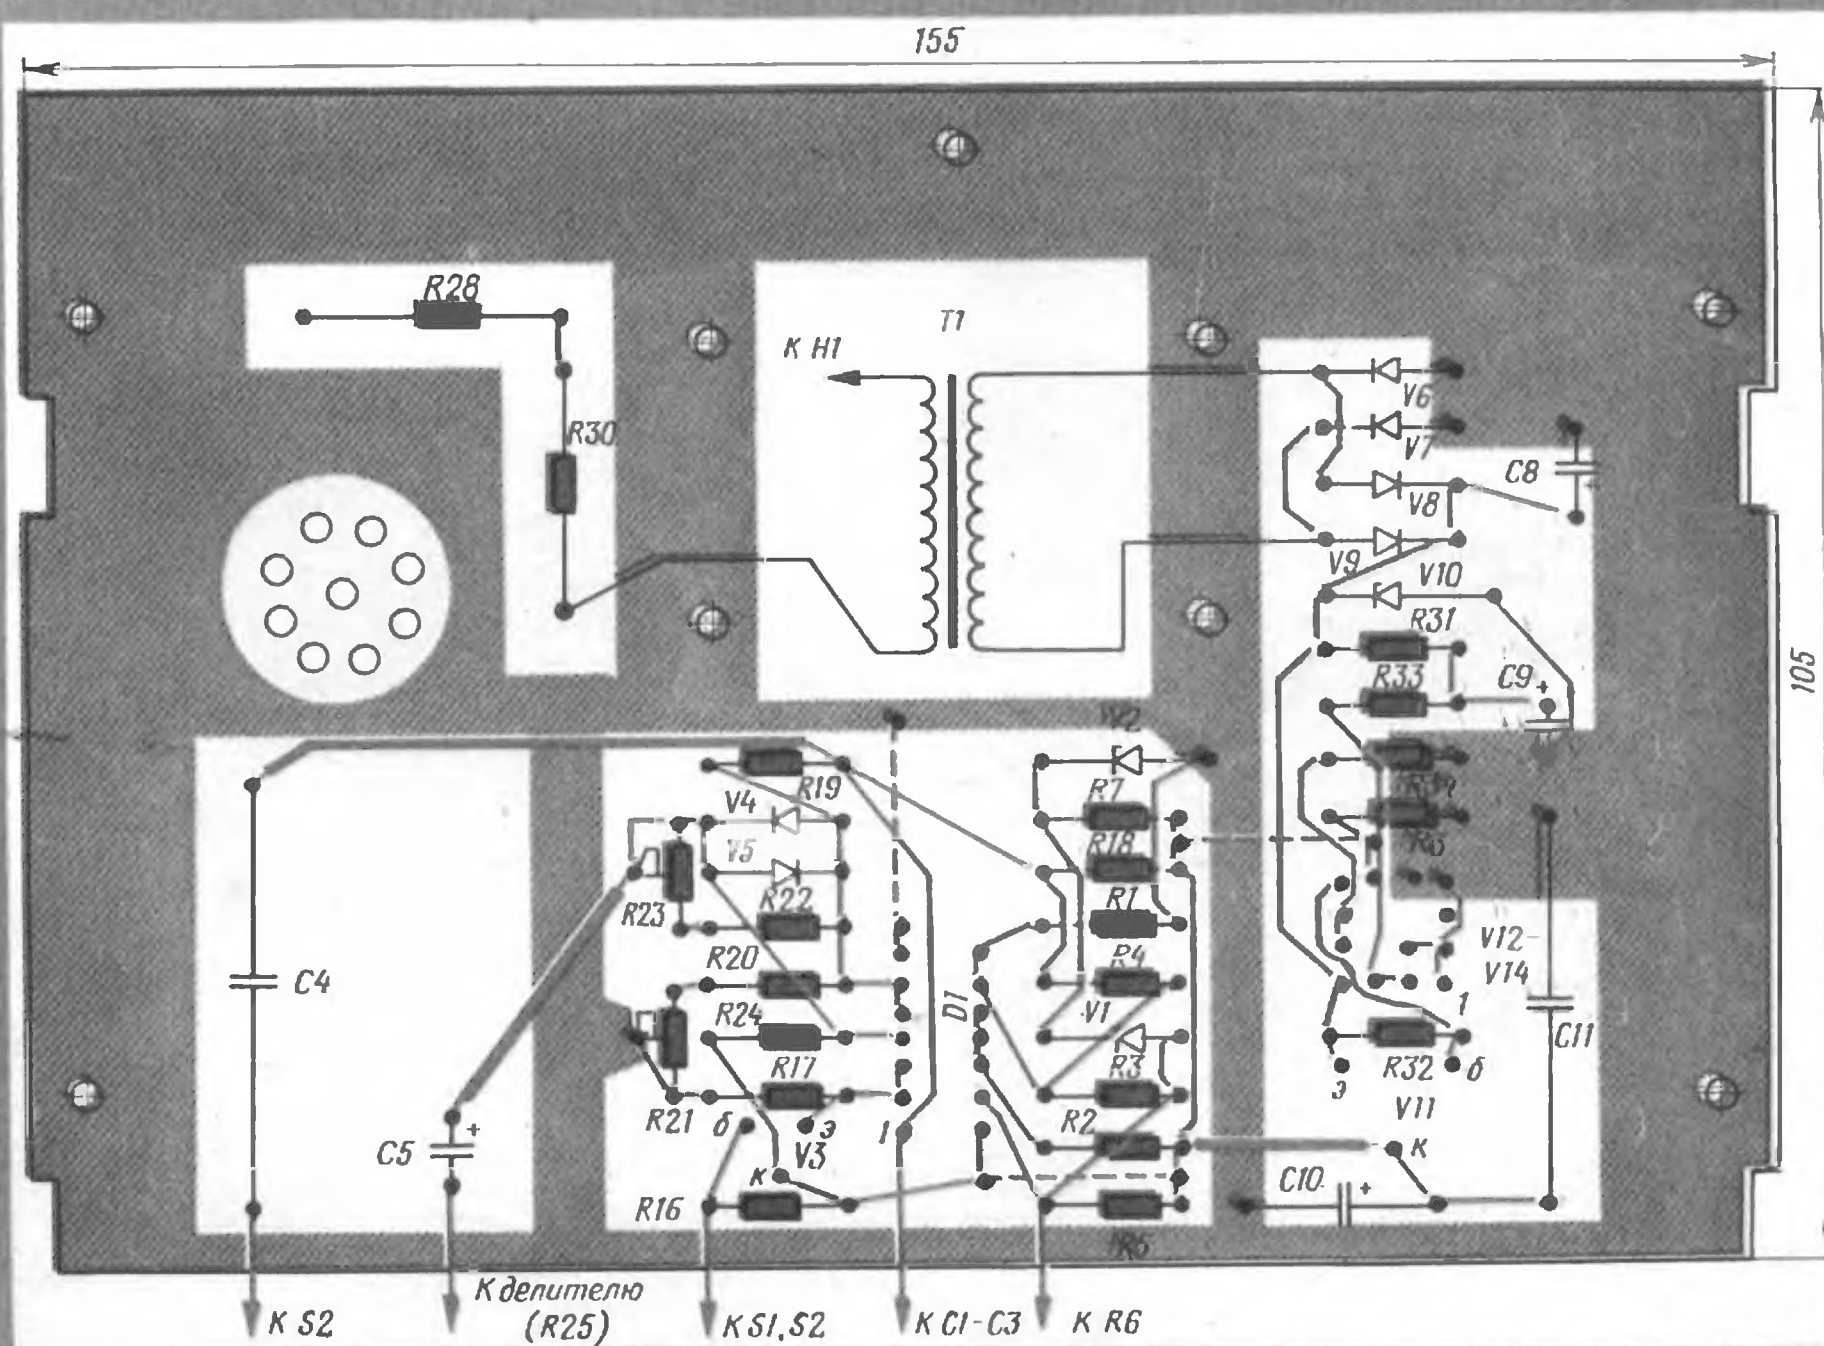 155
R28
T1
К H1
V6
R30
V7
C8
+
V8
V9
V10
R31
105
R33
C9
+
V2
R19
R7
V4
R18
V5
R1
R23
R22
V12-
V14
R20
R4
C4
1
D1
V1
R24
C11
R17
R3
э
R32
б
R21
б
э
1
R2
V11
C5
+
V3
к
к
C10
+
R16
К делителю
(R25)
К S2
К S1, S2
К C1-C3
К R6